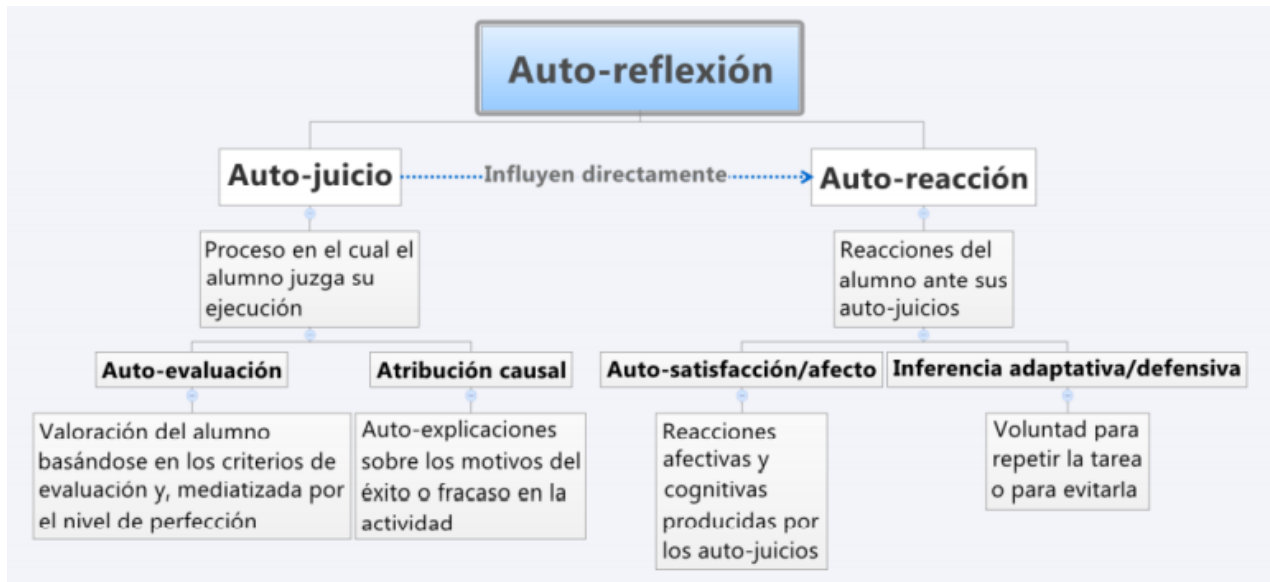 Auto-reflexión
Auto-juicio
Influyen directamente
Auto-reacción
Proceso en el cual el
alumno juzga su
ejecución
Reacciones del
alumno ante sus
auto-juicios
Auto-evaluación
Atribución causal
Auto-satisfacción/afecto
Inferencia adaptativa/defensiva
Valoración del alumno
basándose en los criterios de
evaluación y, mediatizada por
el nivel de perfección
Auto-explicaciones
sobre los motivos del
éxito o fracaso en la
actividad
Reacciones
afectivas y
cognitivas
producidas por
los auto-juicios
Voluntad para
repetir la tarea
o para evitarla